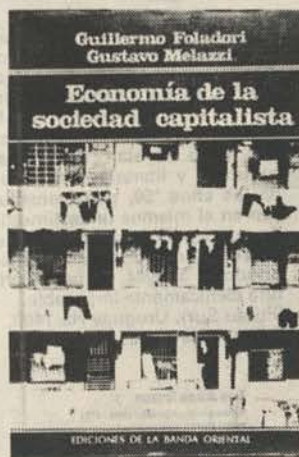 Guillermo Foladori
Gustavo Melazzi
Economía de la
sociedad capitalista
EDICIONES DE LA BANDA ORIENTAL